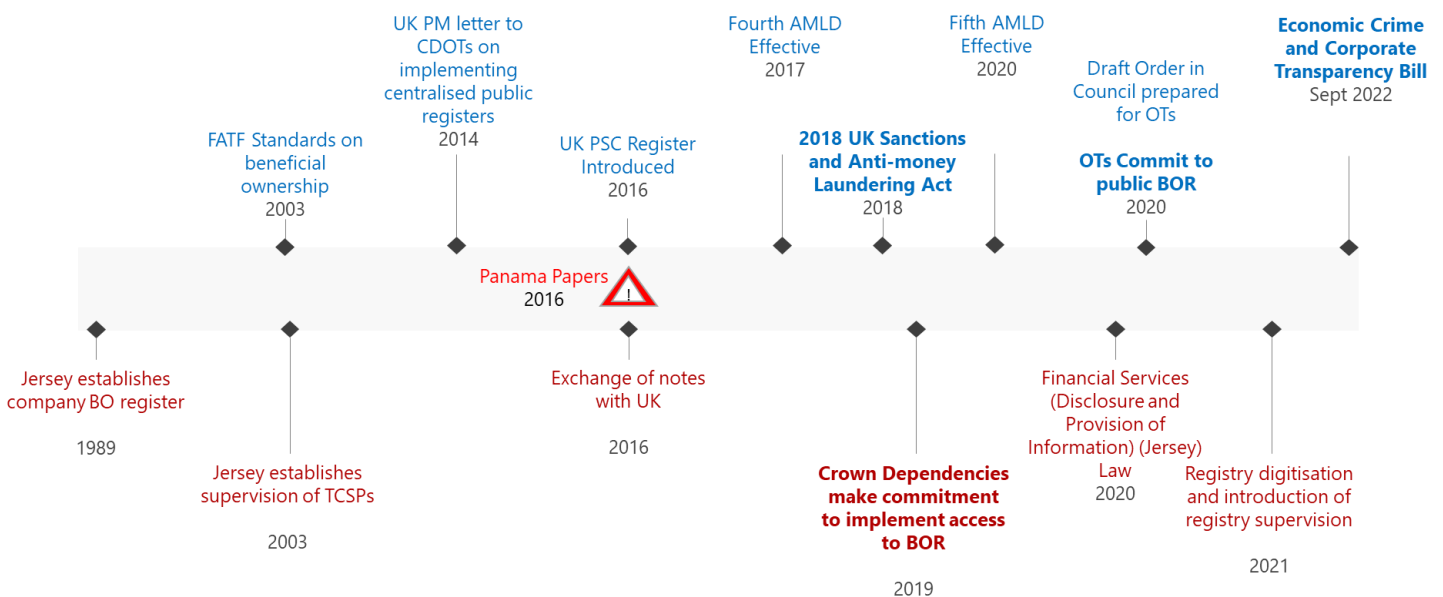 UK PM letter to
CDOTs on
implementing
centralised public
registers
2014
Fourth AMLD
Effective
2017
Fifth AMLD
Effective
2020
Economic Crime
and Corporate
Transparency Bill
Sept 2022
Draft Order in
Council prepared
for OTs
FATF Standards on
beneficial
ownership
2003
UK PSC Register
Introduced
2016
2018 UK Sanctions
and Anti-money
Laundering Act
2018
OTs Commit to
public BOR
2020
Panama Papers
2016
!
Jersey establishes
company BO register
1989
Jersey establishes
supervision of TCSPs
2003
Exchange of notes
with UK
2016
Crown Dependencies
make commitment
to implement access
to BOR
2019
Financial Services
(Disclosure and
Provision of
Information) (Jersey)
Law
2020
Registry digitisation
and introduction of
registry supervision
2021